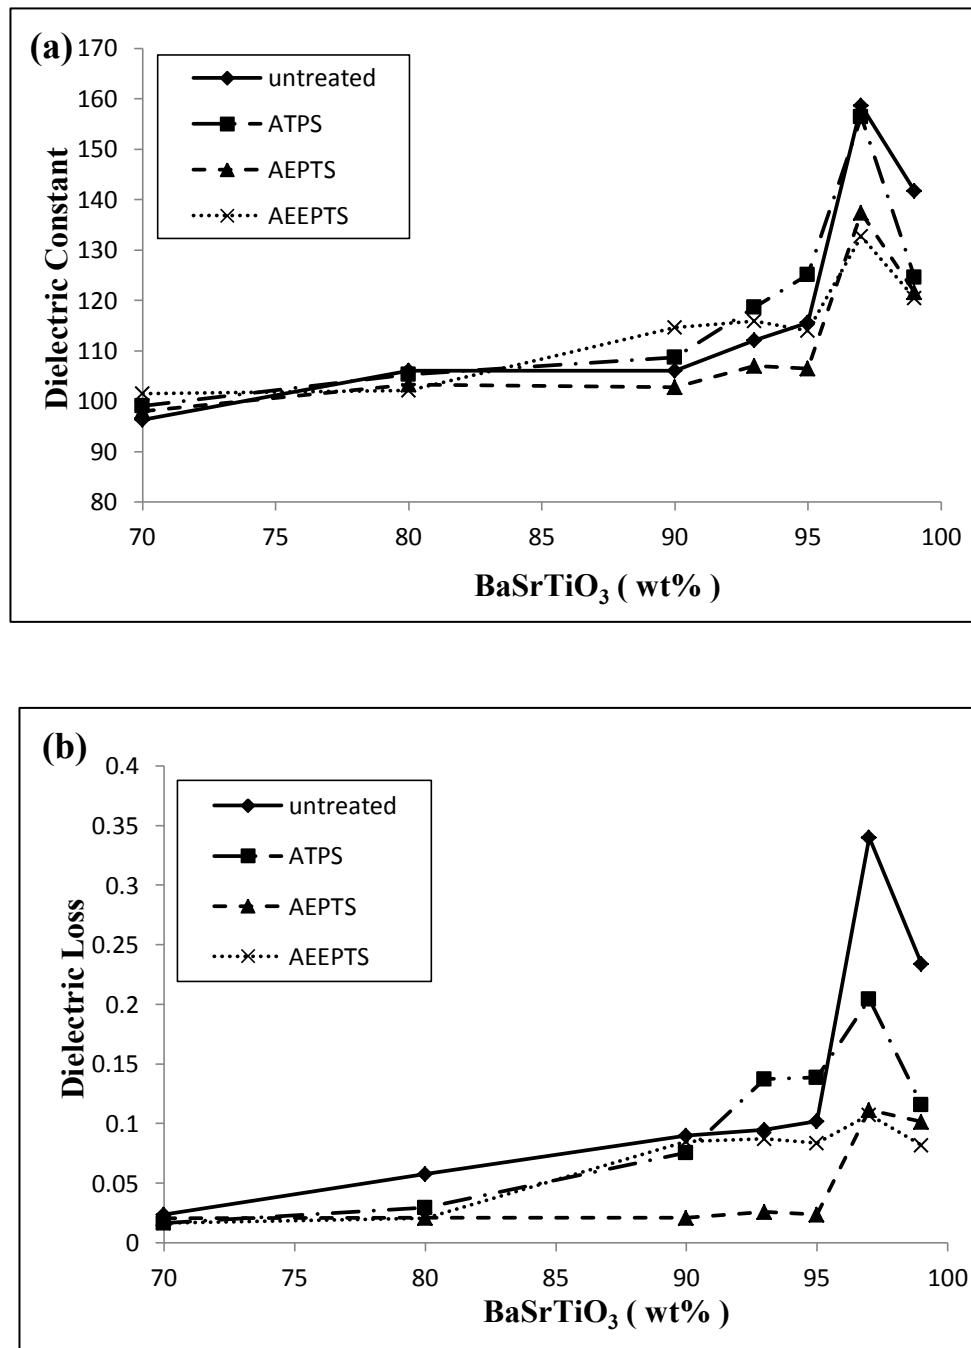 (a)
170
160
150
140
130
120
110
100
90
80
Dielectric Constant
untreated
ATPS
AEPTS
AEEPTS
70 75 80 85 90 95 100
BaSrTiO₃ ( wt% )
(b)
0.4
0.35
0.3
0.25
0.2
0.15
0.1
0.05
0
Dielectric Loss
untreated
ATPS
AEPTS
AEEPTS
70 75 80 85 90 95 100
BaSrTiO₃ ( wt% )